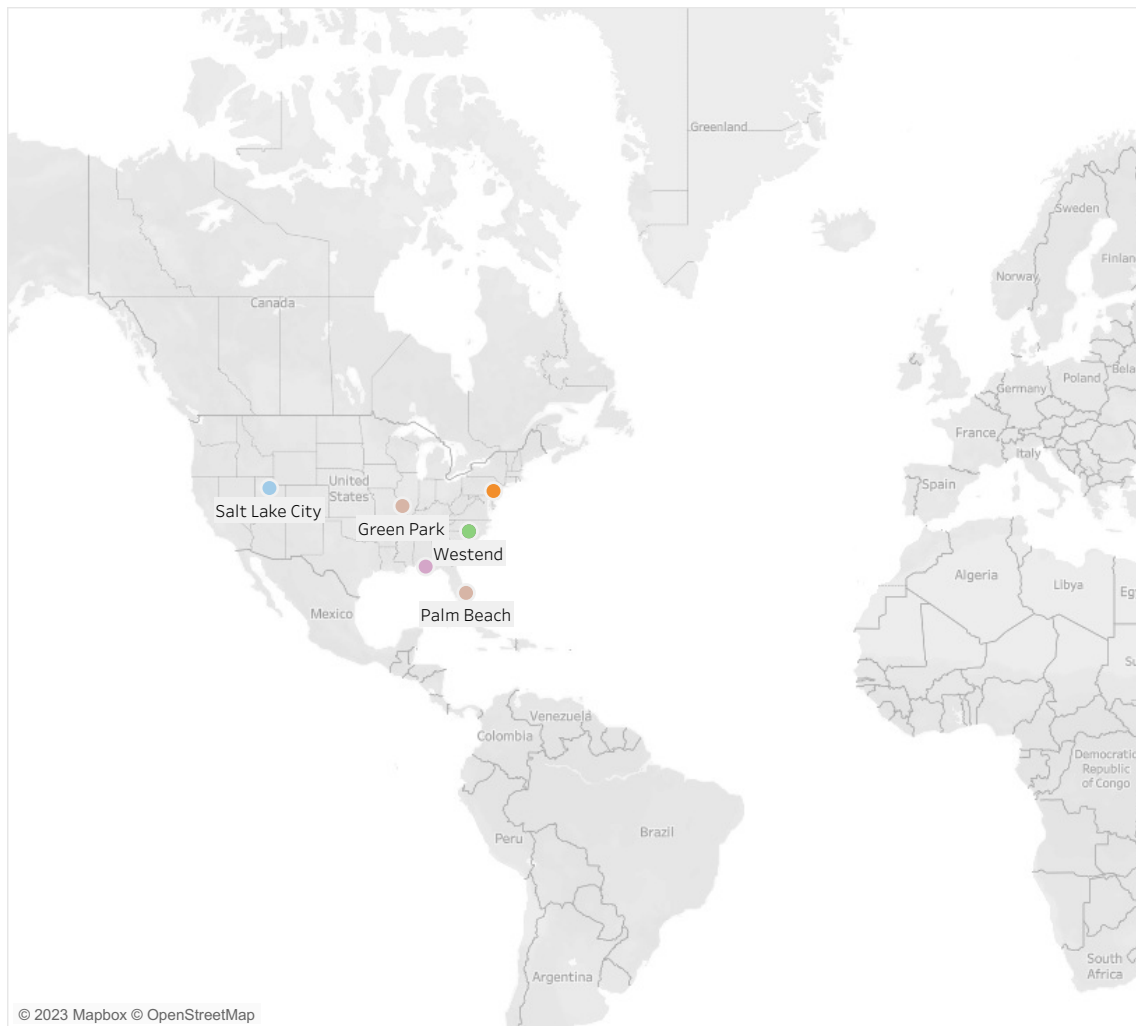 Greenland
Sweden
Finlan
Norway
Canada
Bela
Poland
Germany
France
Italy
Spain
United
States
Salt Lake City
Green Park
Westend
Algeria
Libya
Eg
Mexico
Palm Beach
Su
Venezuela
Colombia
Democratic
Republic
of Congo
Peru
Brazil
South
Africa
Argentina
© 2023 Mapbox © OpenStreetMap